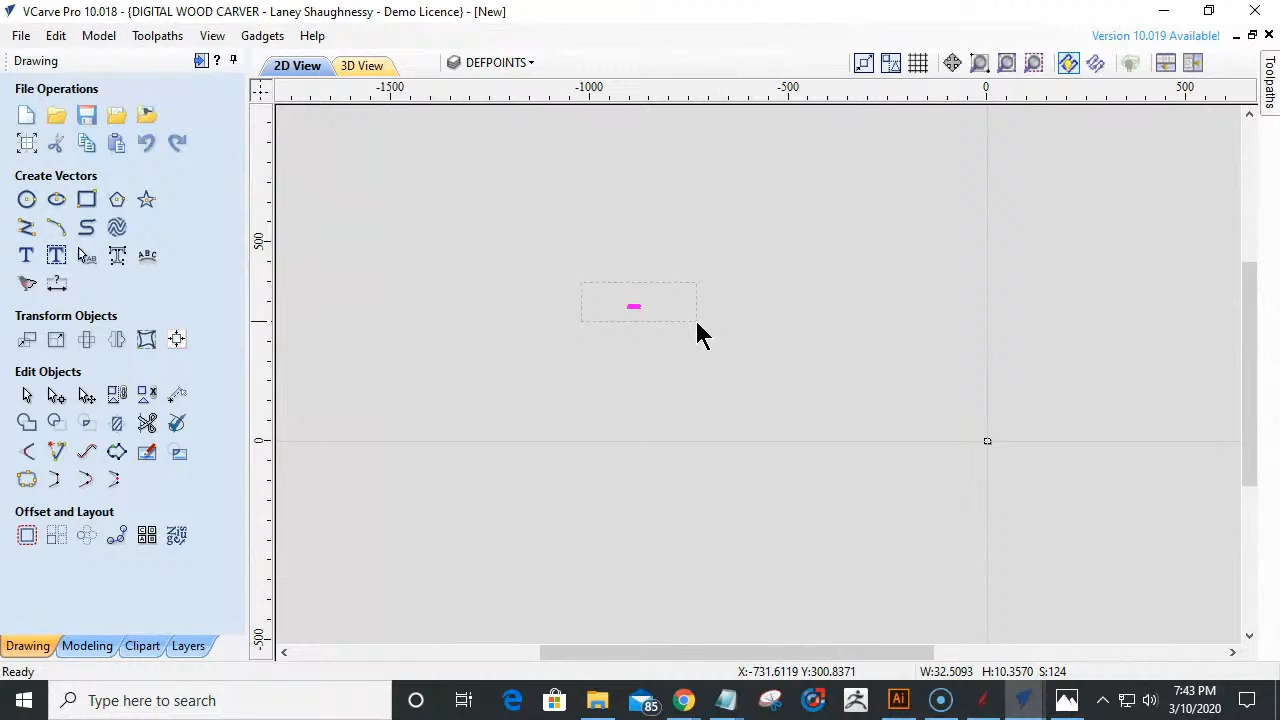 VCarve Pro 10.018 - {DIGITAL WOOD CARVER - Laney Shaughnessy - Demo Licence} - [New]
File Edit Model Toolpaths View Gadgets Help Version 10.019 Available!
Drawing ? 2D View 3D View DEFPOINTS
File Operations
-1000 -500 0 500
-1500
Create Vectors
Transform Objects
Edit Objects
Offset and Layout
500
0
-500
Toolpaths
Drawing Modeling Clipart Layers
Ready X:-731.6119 Y:300.8371 W:32.5093 H:10.3570 S:124
Type here to search
85
Ai
7:43 PM
3/10/2020